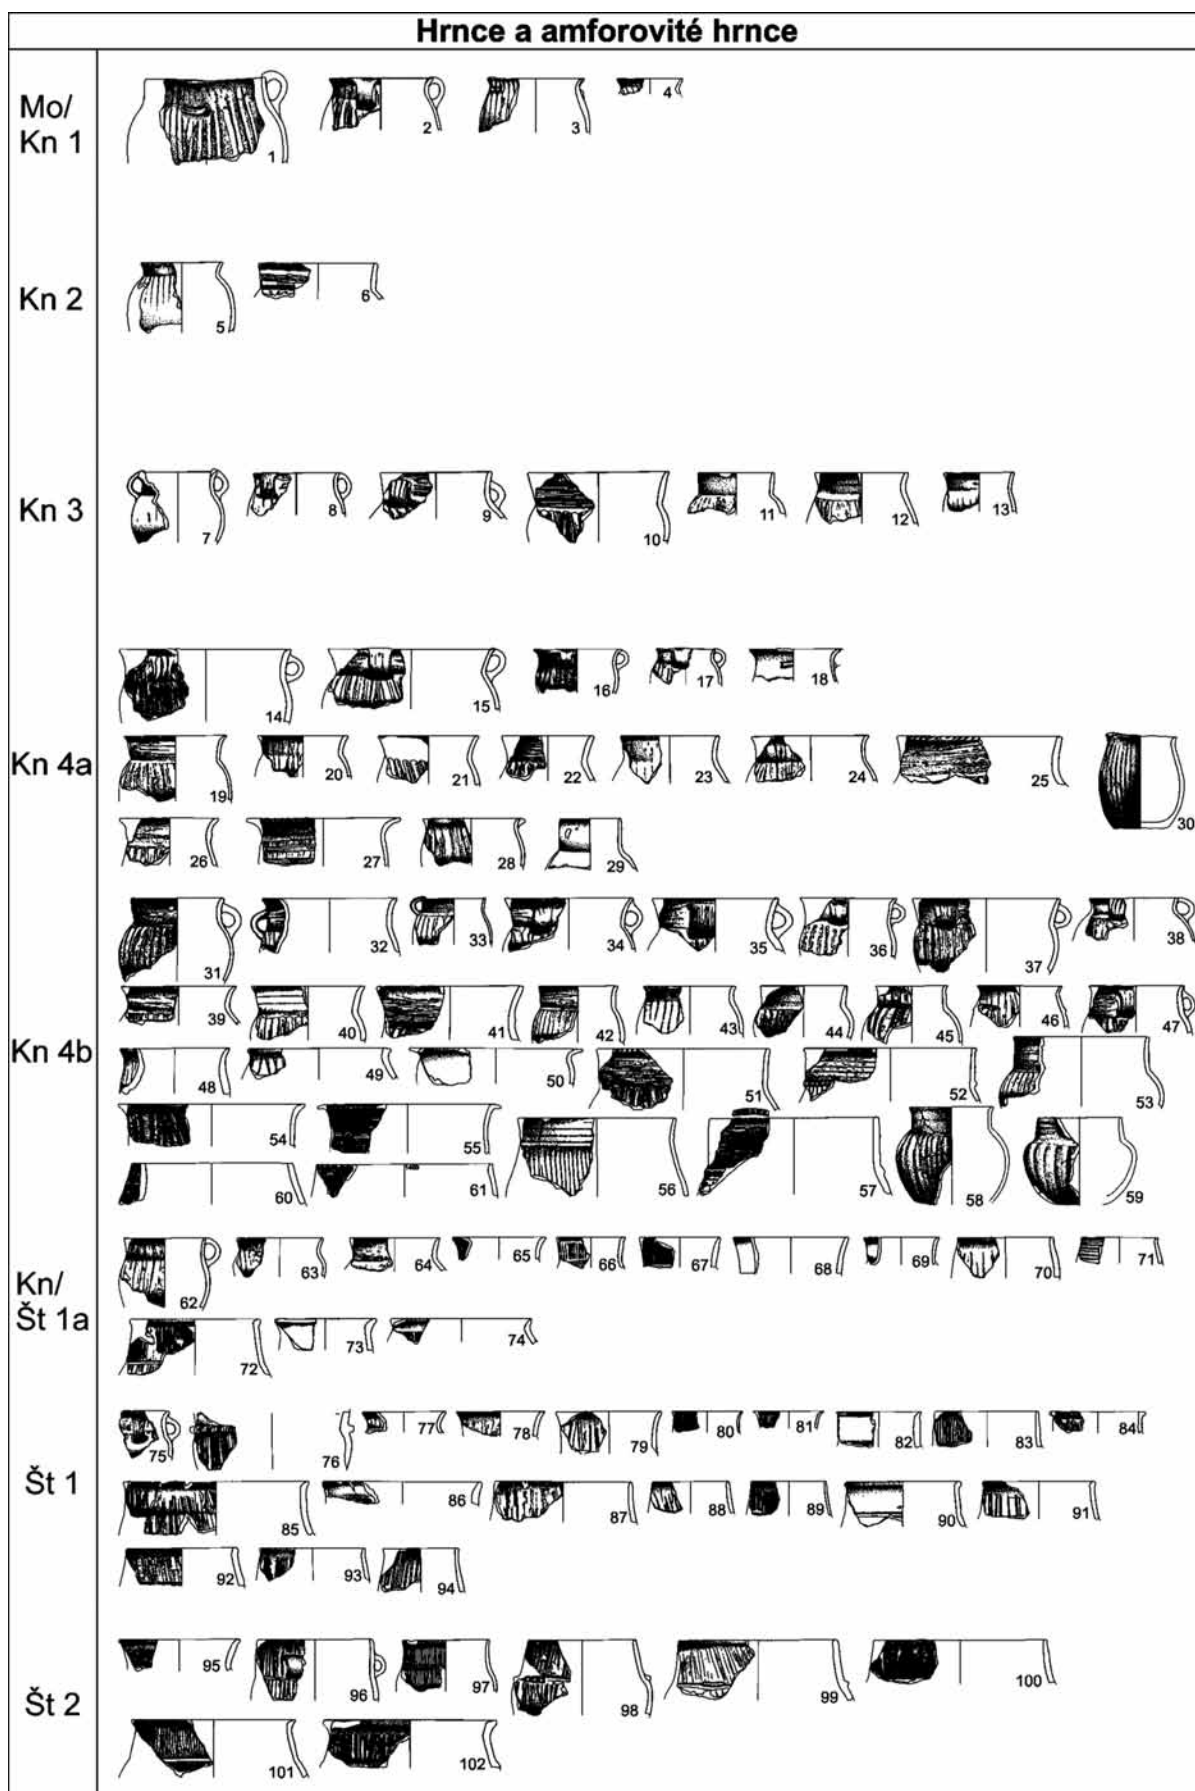 Hrnce a amforovité hrnce
Mo/
Kn 1
1 2 3 4
Kn 2
5 6
Kn 3
7 8 9 10 11 12 13
Kn 4a
14 15 16 17 18
19 20 21 22 23 24 25 30
26 27 28 29
Kn 4b
31 32 33 34 35 36 37 38
39 40 41 42 43 44 45 46 47
48 49 50 51 52 53
54 55 56 57 58 59
60 61
Kn/
Št 1a
62 63 64 65 66 67 68 69 70 71
72 73 74
Št 1
75 76 77 78 79 80 81 82 83 84
85 86 87 88 89 90 91
92 93 94
Št 2
95 96 97 98 99 100
101 102